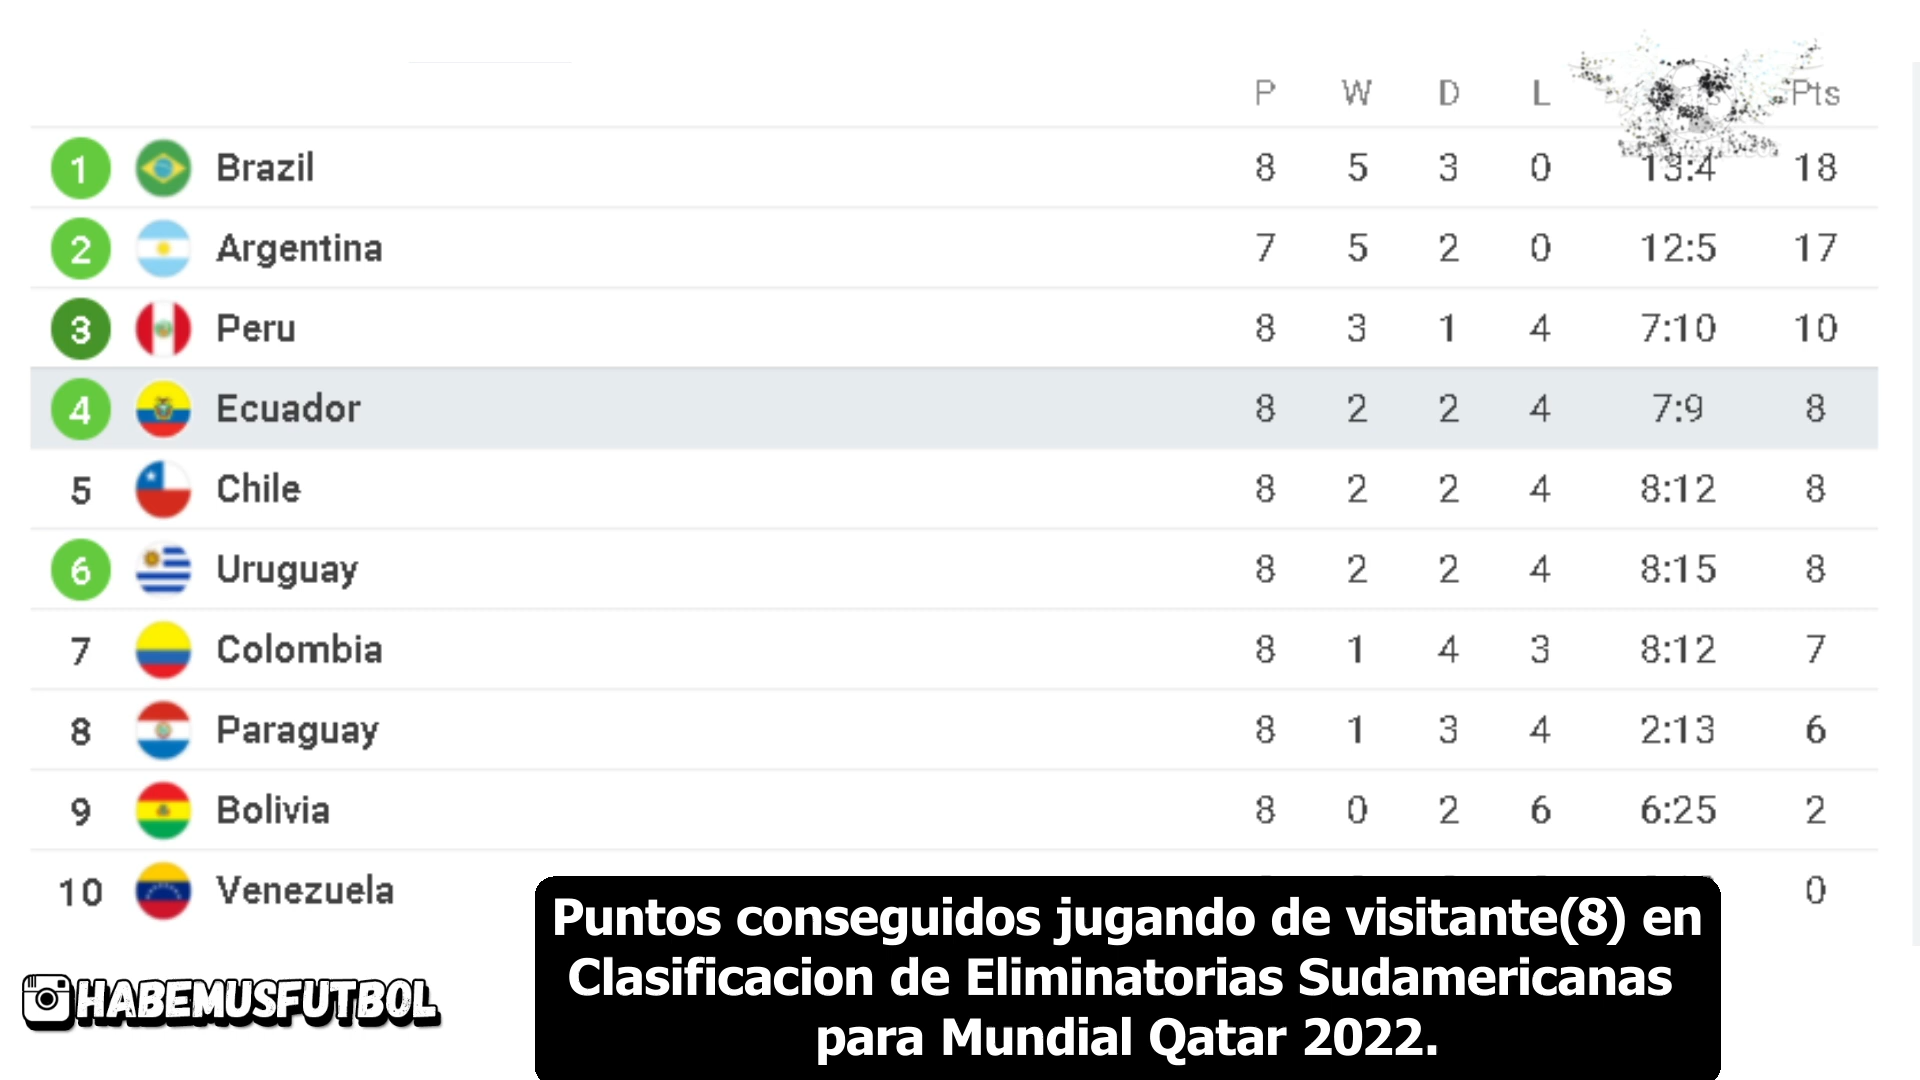 P W D L Pts
1 Brazil 8 5 3 0 13:4 18
2 Argentina 7 5 2 0 12:5 17
3 Peru 8 3 1 4 7:10 10
4 Ecuador 8 2 2 4 7:9 8
5 Chile 8 2 2 4 8:12 8
6 Uruguay 8 2 2 4 8:15 8
7 Colombia 8 1 4 3 8:12 7
8 Paraguay 8 1 3 4 2:13 6
9 Bolivia 8 0 2 6 6:25 2
10 Venezuela 0
Puntos conseguidos jugando de visitante(8) en
Clasificacion de Eliminatorias Sudamericanas
para Mundial Qatar 2022.
HABEMUSFUTBOL